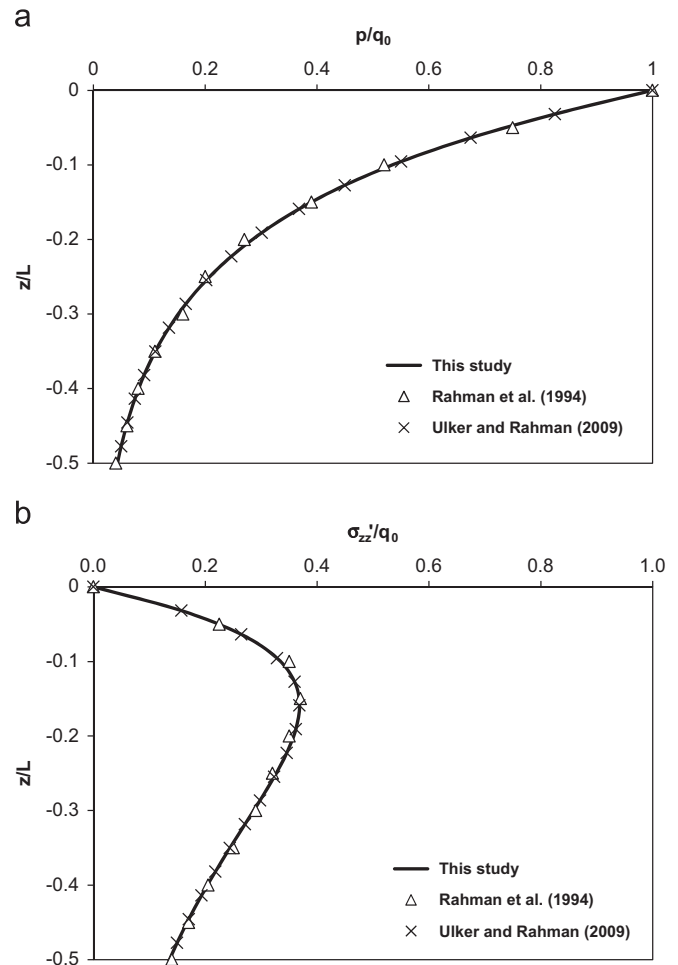 a
p/q₀
0 0.2 0.4 0.6 0.8 1
0
-0.1
-0.2
-0.3
-0.4
-0.5
z/L
This study
Rahman et al. (1994)
Ulker and Rahman (2009)
b
σzz'/q₀
0.0 0.2 0.4 0.6 0.8 1.0
0
-0.1
-0.2
-0.3
-0.4
-0.5
z/L
This study
Rahman et al. (1994)
Ulker and Rahman (2009)